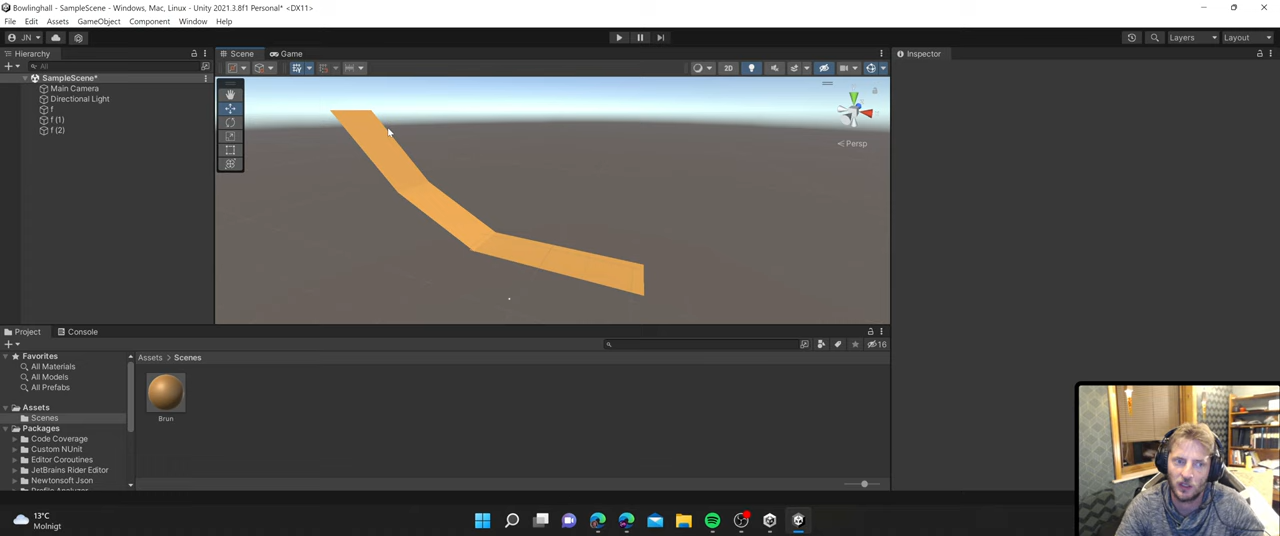 Bowlinghall - SampleScene - Windows, Mac, Linux - Unity 2021.3.8f1 Personal* <DX11>
File Edit Assets GameObject Component Window Help
JN Layers Layout
Hierarchy Scene Game Inspector
All 2D
SampleScene*
Main Camera
Directional Light
f
f (1)
f (2)
Persp
Project Console
16
Favorites Assets > Scenes
All Materials
All Models
All Prefabs
Assets
Scenes Brun
Packages
Code Coverage
Custom NUnit
Editor Coroutines
JetBrains Rider Editor
Newtonsoft Json
13°C
Molnigt